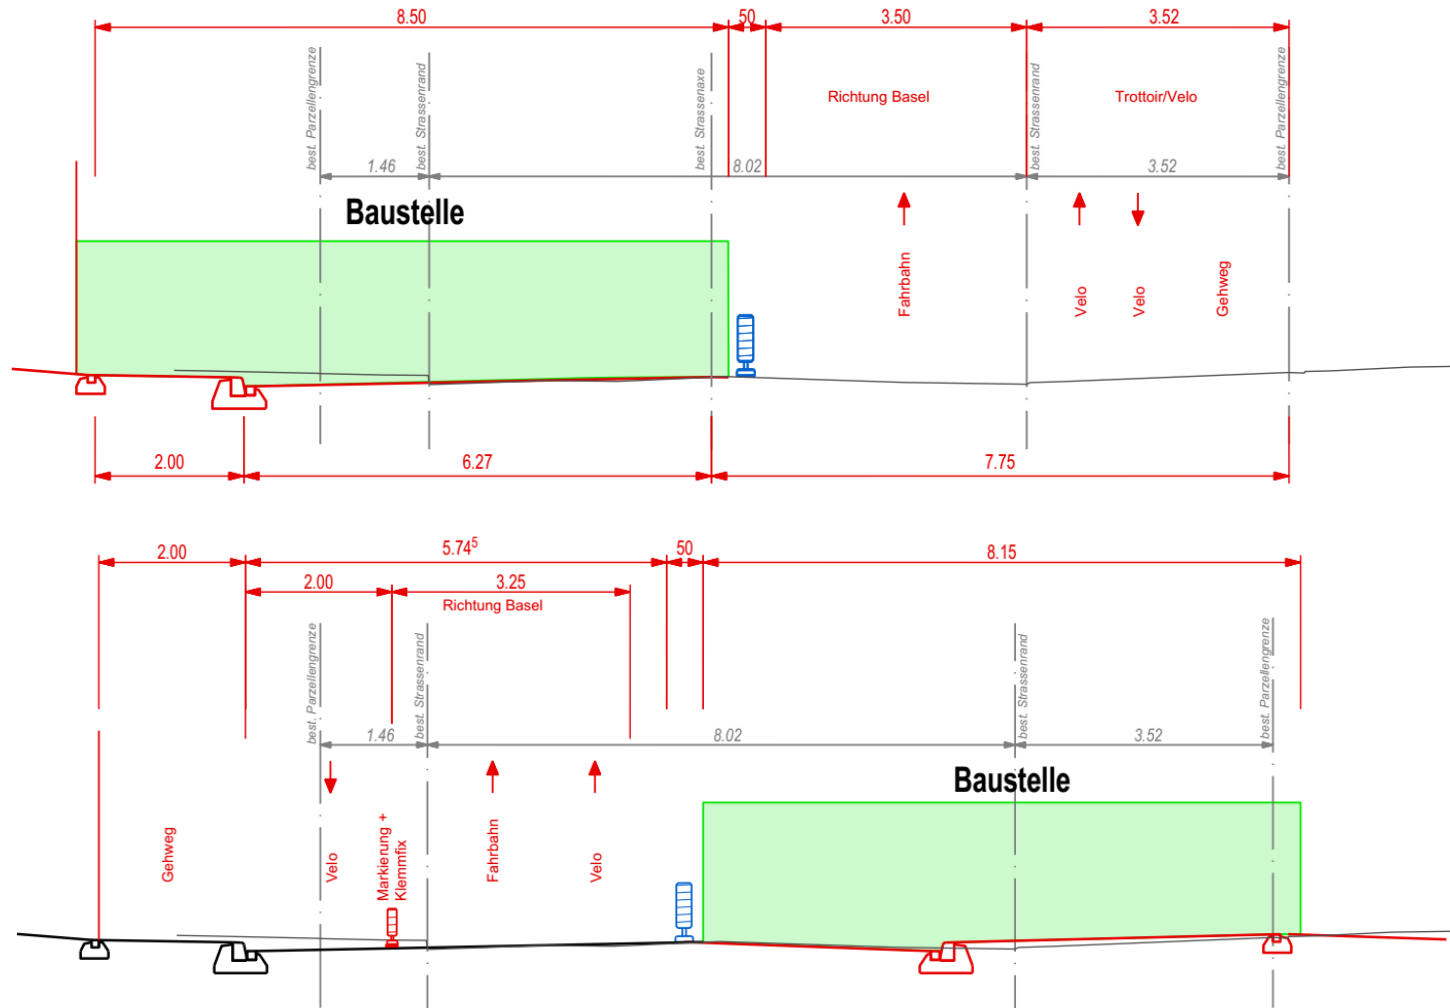 8.50
50
3.50
3.52
best. Parzellengrenze
best. Strassenrand
best. Strassenaxe
best. Strassenrand
best. Parzellengrenze
Richtung Basel
Trottoir/Velo
1.46
8.02
3.52
Baustelle
Fahrbahn
Velo
Velo
Gehweg
2.00
6.27
7.75
2.00
5.74⁵
50
8.15
2.00
3.25
Richtung Basel
best. Parzellengrenze
best. Strassenrand
best. Strassenrand
best. Parzellengrenze
1.46
8.02
3.52
Baustelle
Gehweg
Velo
Markierung +
Klemmfix
Fahrbahn
Velo